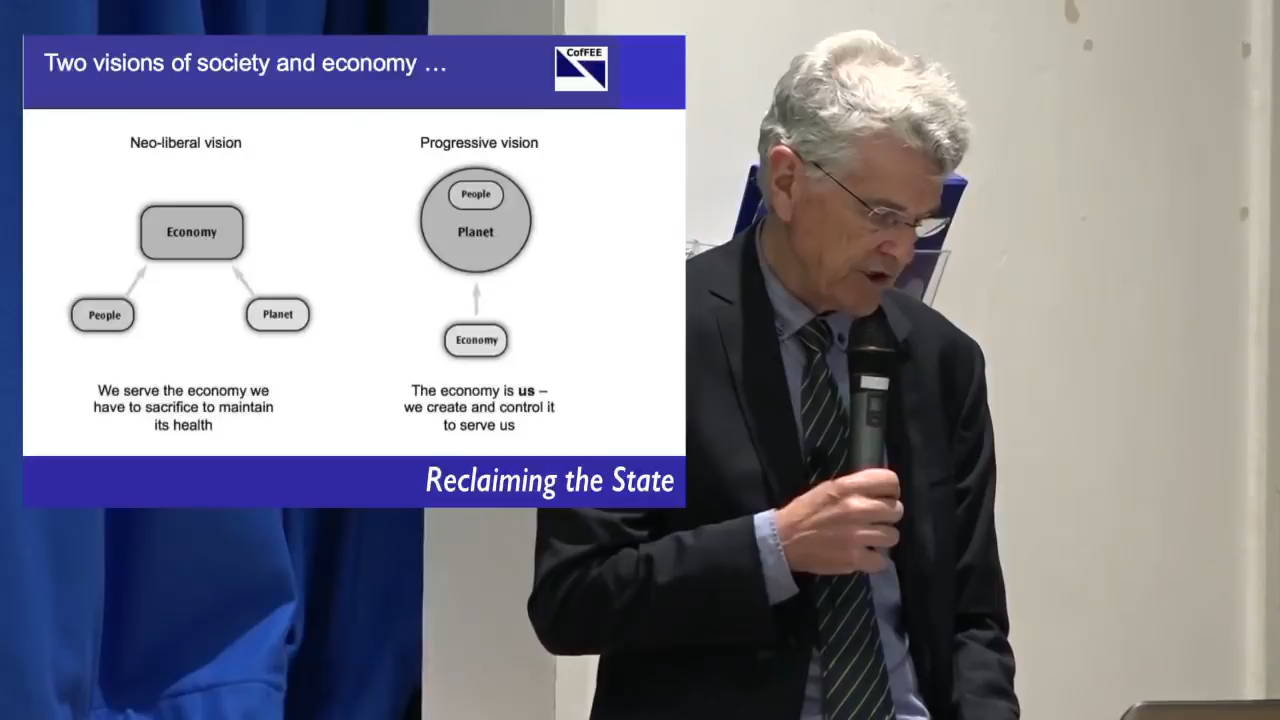 Two visions of society and economy …
CofFEE
Neo-liberal vision
Economy
People
Planet
We serve the economy we
have to sacrifice to maintain
its health
Progressive vision
People
Planet
Economy
The economy is us –
we create and control it
to serve us
Reclaiming the State